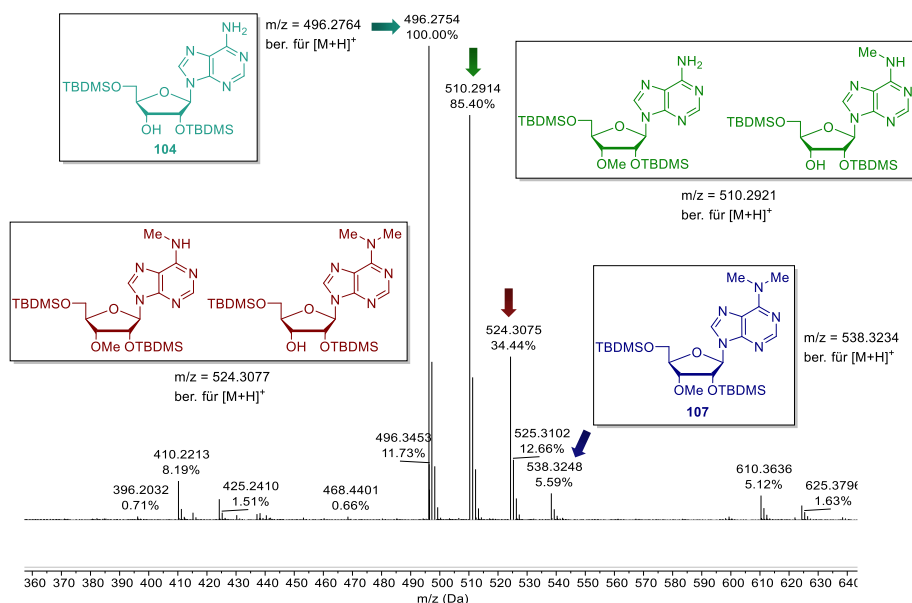 NH2
N
N
N
N
TBDMSO
O
OH
OTBDMS
104
m/z = 496.2764
ber. für [M+H]+
496.2754
100.00%
510.2914
85.40%
NH2
N
N
N
N
TBDMSO
O
OMe
OTBDMS
Me
NH
N
N
N
N
TBDMSO
O
OH
OTBDMS
m/z = 510.2921
ber. für [M+H]+
Me
NH
N
N
N
N
TBDMSO
O
OMe
OTBDMS
Me
Me
N
N
N
N
N
TBDMSO
O
OH
OTBDMS
m/z = 524.3077
ber. für [M+H]+
524.3075
34.44%
Me
Me
N
N
N
N
N
TBDMSO
O
OMe
OTBDMS
107
m/z = 538.3234
ber. für [M+H]+
496.3453
11.73%
525.3102
12.66%
538.3248
5.59%
410.2213
8.19%
396.2032
0.71%
425.2410
1.51%
468.4401
0.66%
610.3636
5.12%
625.3796
1.63%
360 370 380 390 400 410 420 430 440 450 460 470 480 490 500 510 520 530 540 550 560 570 580 590 600 610 620 630
m/z (Da)